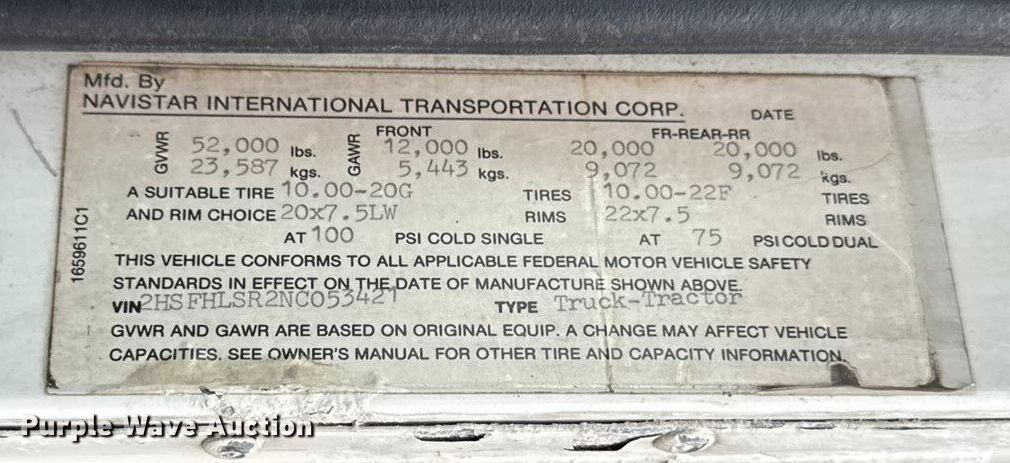 Mfd. By
NAVISTAR INTERNATIONAL TRANSPORTATION CORP.
DATE
FRONT FR-REAR-RR
GVWR 52,000 lbs. GAWR 12,000 lbs. 20,000 20,000 lbs.
23,587 kgs. 5,443 kgs. 9,072 9,072 kgs.
A SUITABLE TIRE 10.00-20G TIRES 10.00-22F TIRES
AND RIM CHOICE 20x7.5LW RIMS 22x7.5 RIMS
AT 100 PSI COLD SINGLE AT 75 PSI COLD DUAL
THIS VEHICLE CONFORMS TO ALL APPLICABLE FEDERAL MOTOR VEHICLE SAFETY
STANDARDS IN EFFECT ON THE DATE OF MANUFACTURE SHOWN ABOVE.
VIN 2HSFHLSR2NC053421 TYPE Truck-Tractor
GVWR AND GAWR ARE BASED ON ORIGINAL EQUIP. A CHANGE MAY AFFECT VEHICLE
CAPACITIES. SEE OWNER'S MANUAL FOR OTHER TIRE AND CAPACITY INFORMATION.
1659611C1
Purple Wave Auction